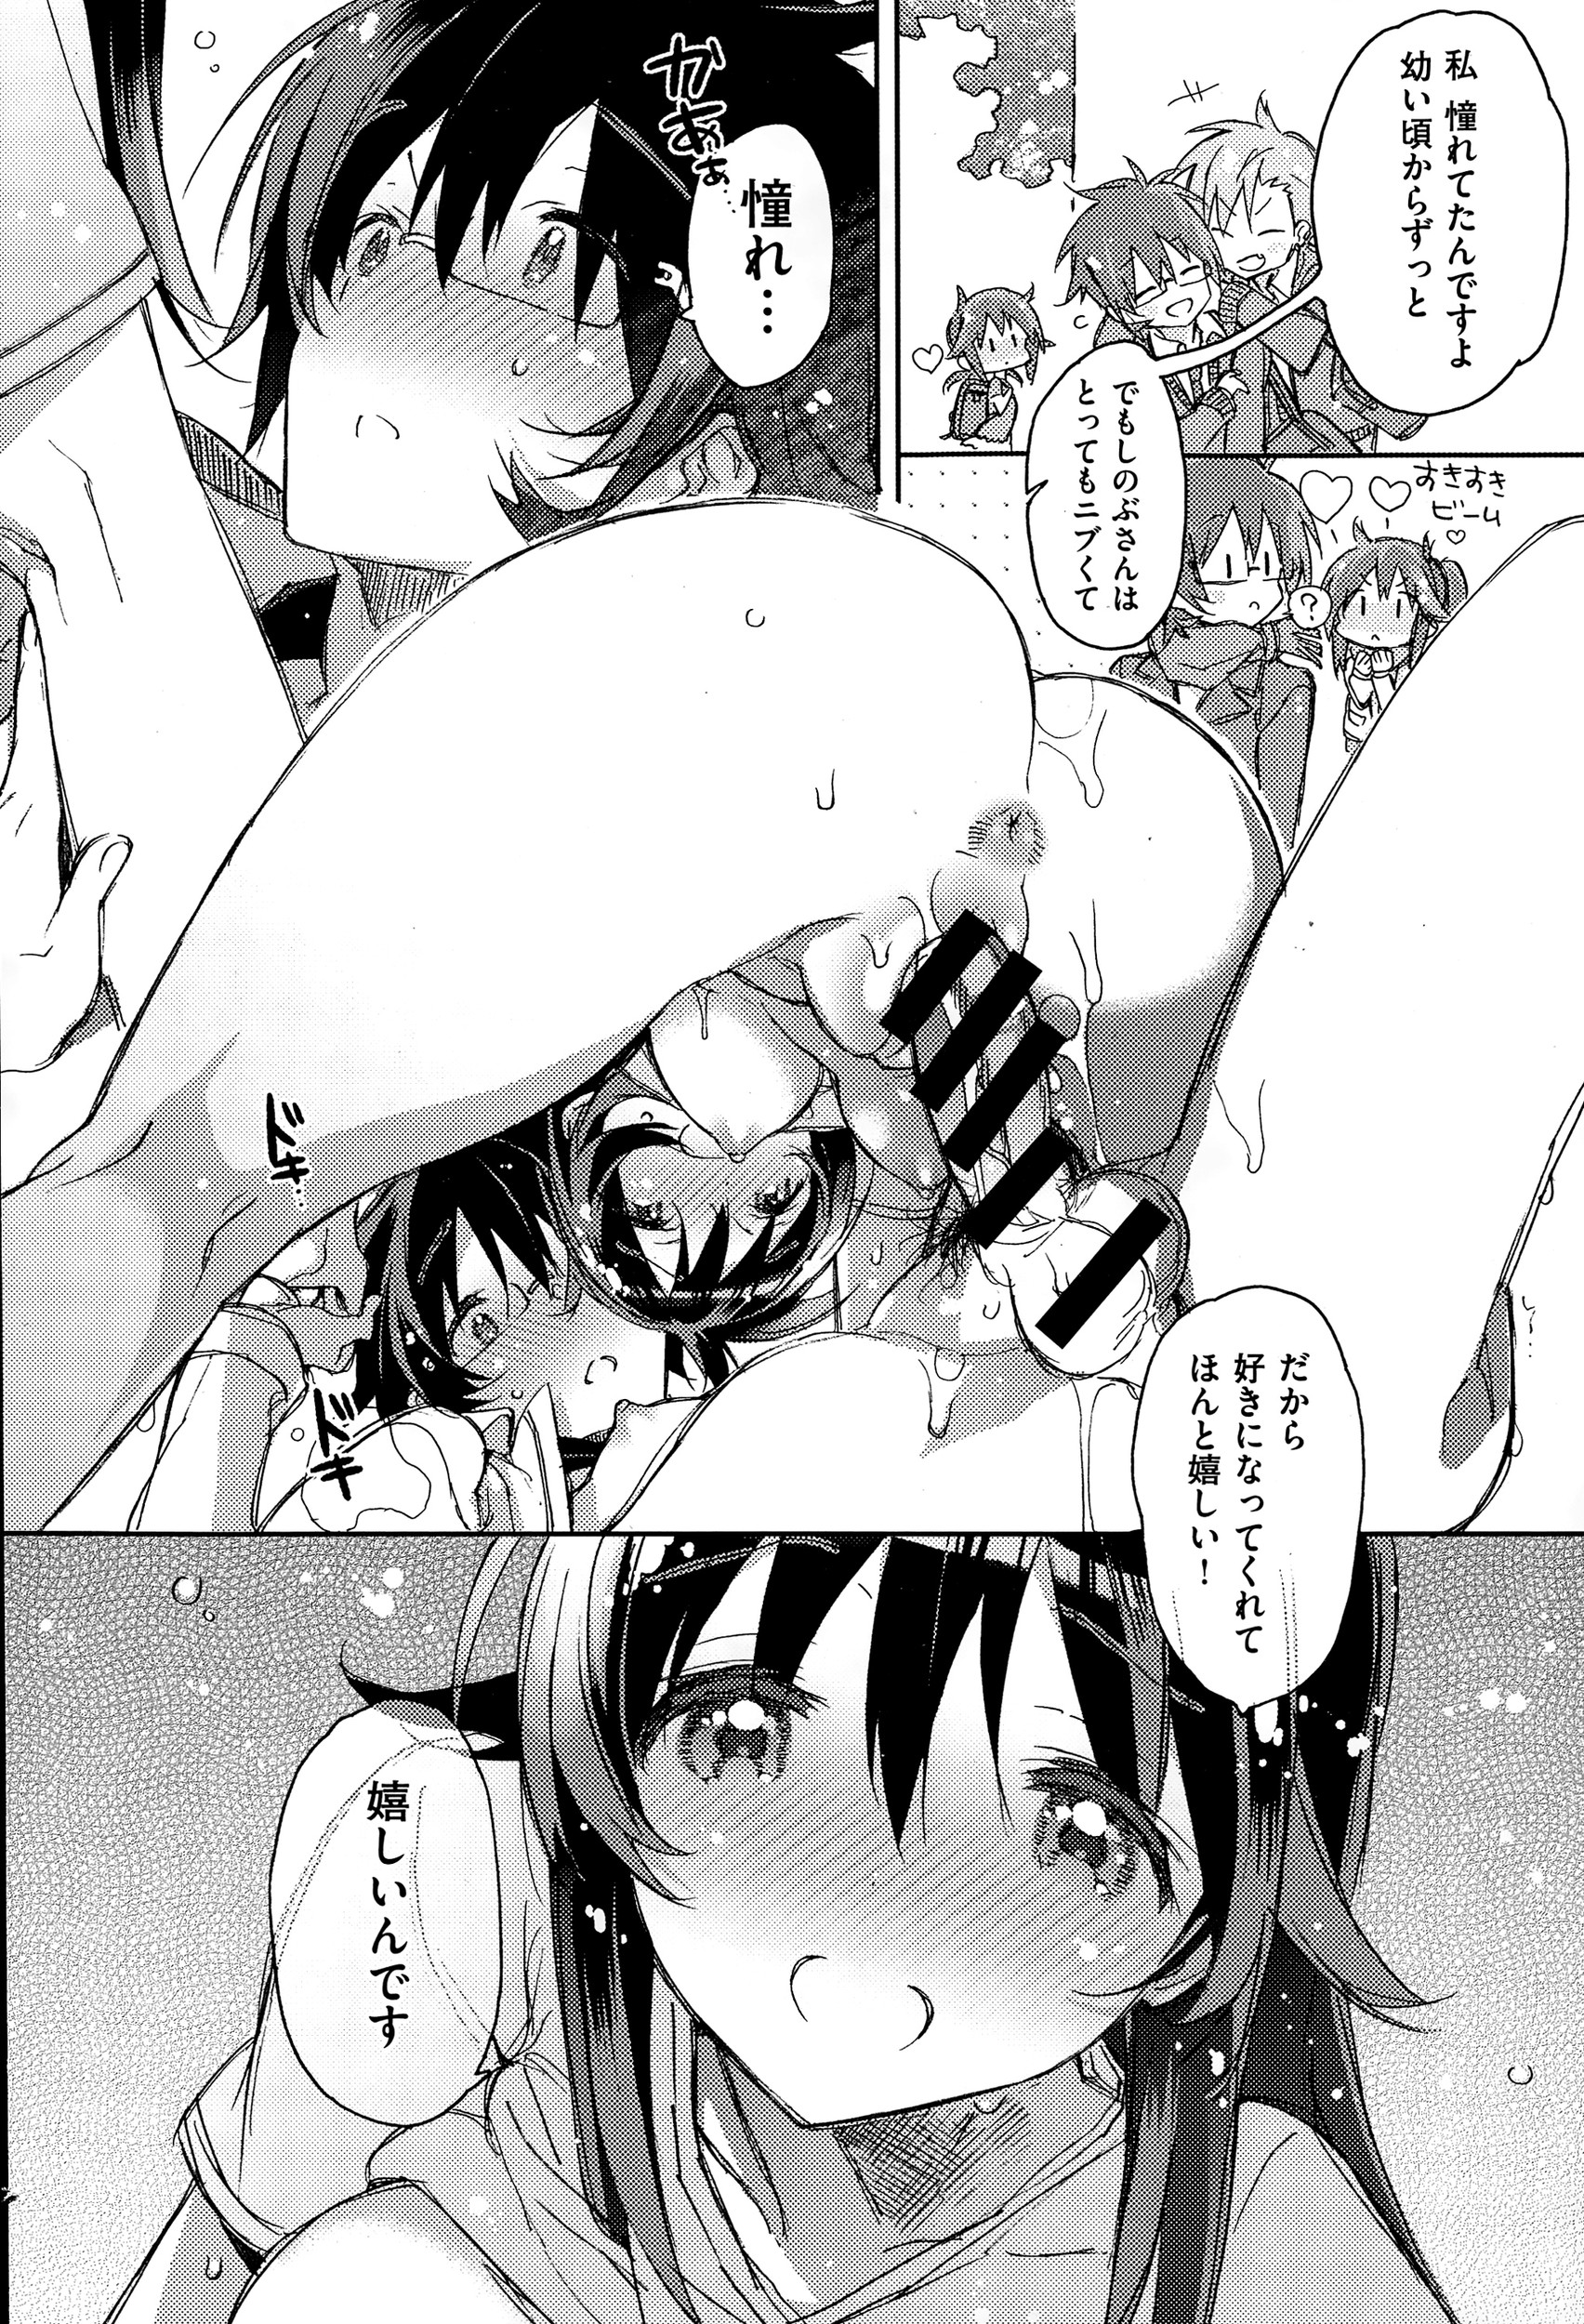 私 憧れてたんですよ
幼い頃からずっと
でもしのぶさんは
とってもニブくて
すきすき
ビーム
?
憧れ…
かあぁぁ…
ドキ…
ドキ
だから
好きになってくれて
ほんと嬉しい!
嬉しいんです